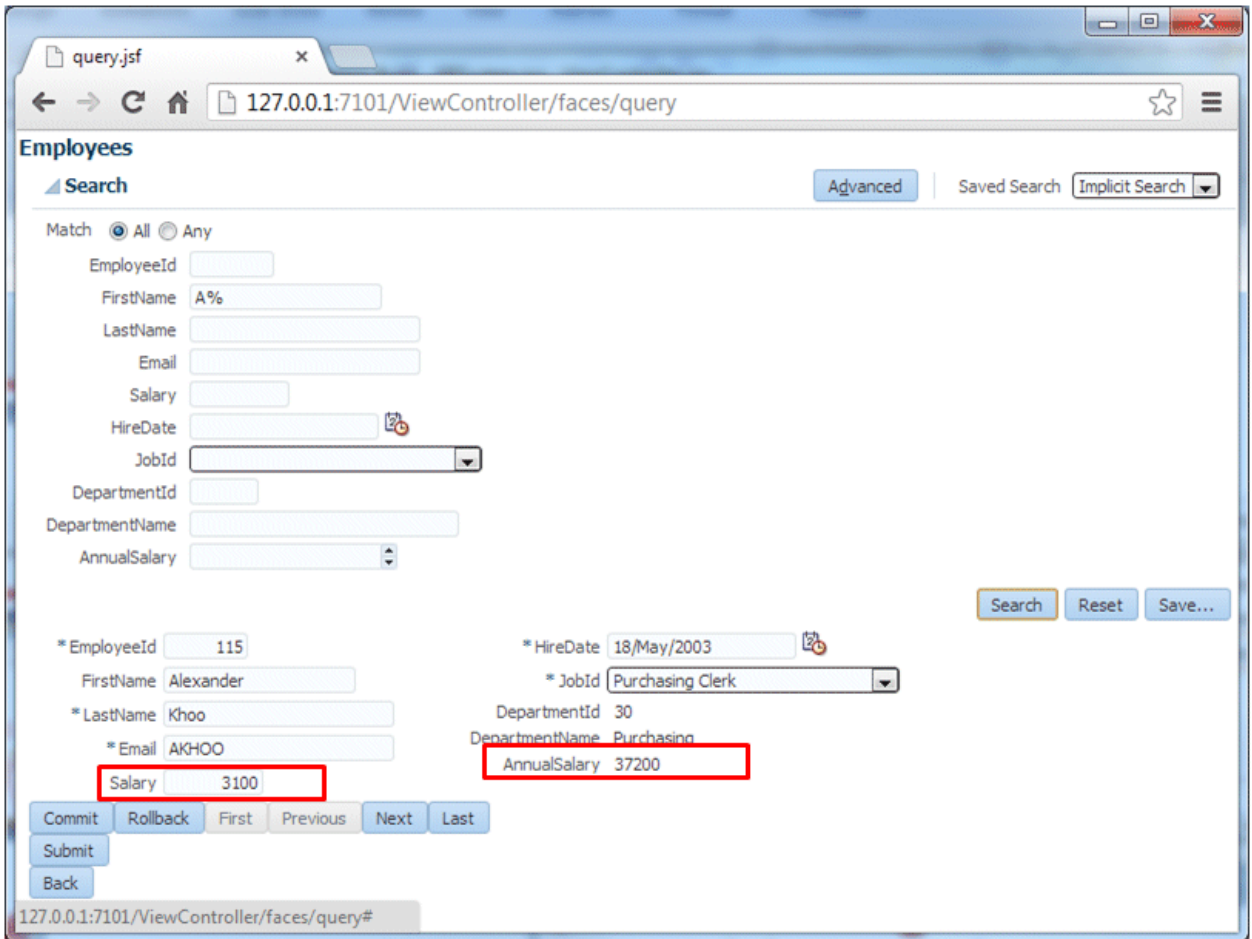 query.jsf
127.0.0.1:7101/ViewController/faces/query
Employees
Search Advanced Saved Search Implicit Search
Match All Any
EmployeeId
FirstName A%
LastName
Email
Salary
HireDate
JobId
DepartmentId
DepartmentName
AnnualSalary
Search Reset Save...
* EmployeeId 115 * HireDate 18/May/2003
FirstName Alexander * JobId Purchasing Clerk
* LastName Khoo DepartmentId 30
* Email AKHOO DepartmentName Purchasing
Salary 3100 AnnualSalary 37200
Commit Rollback First Previous Next Last
Submit
Back
127.0.0.1:7101/ViewController/faces/query#